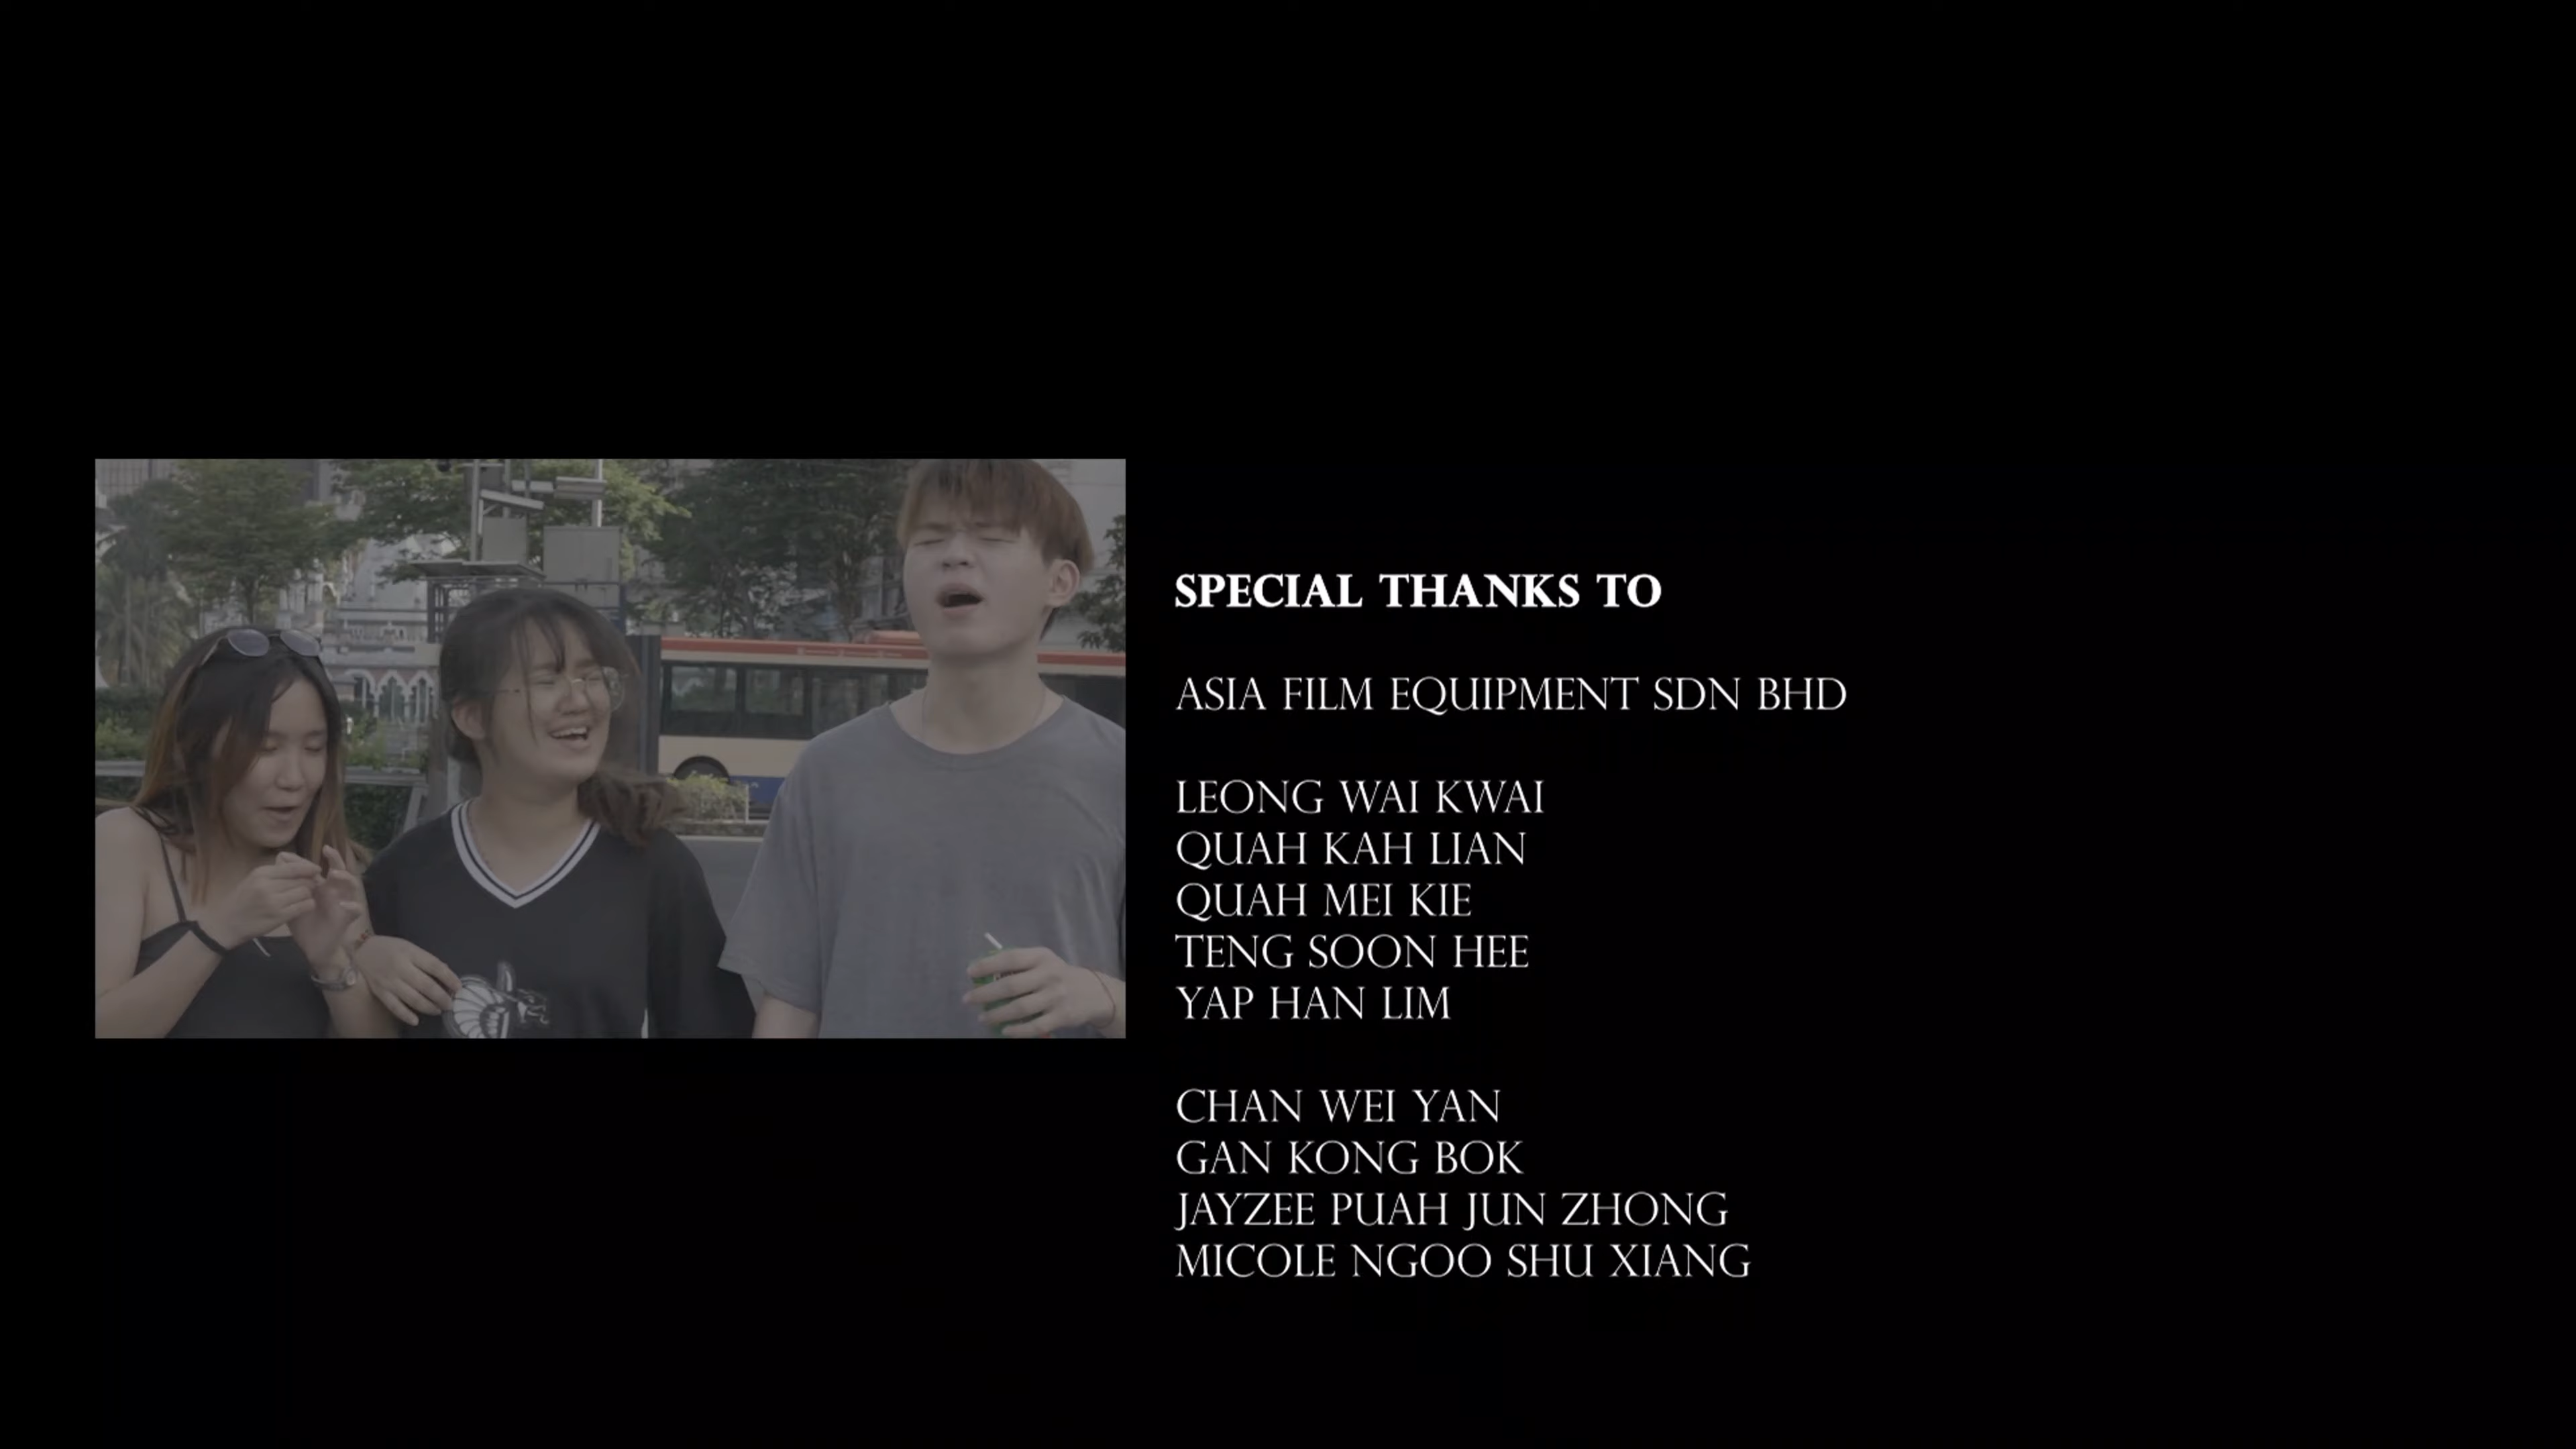 SPECIAL THANKS TO
ASIA FILM EQUIPMENT SDN BHD
LEONG WAI KWAI
QUAH KAH LIAN
QUAH MEI KIE
TENG SOON HEE
YAP HAN LIM
CHAN WEI YAN
GAN KONG BOK
JAYZEE PUAH JUN ZHONG
MICOLE NGOO SHU XIANG